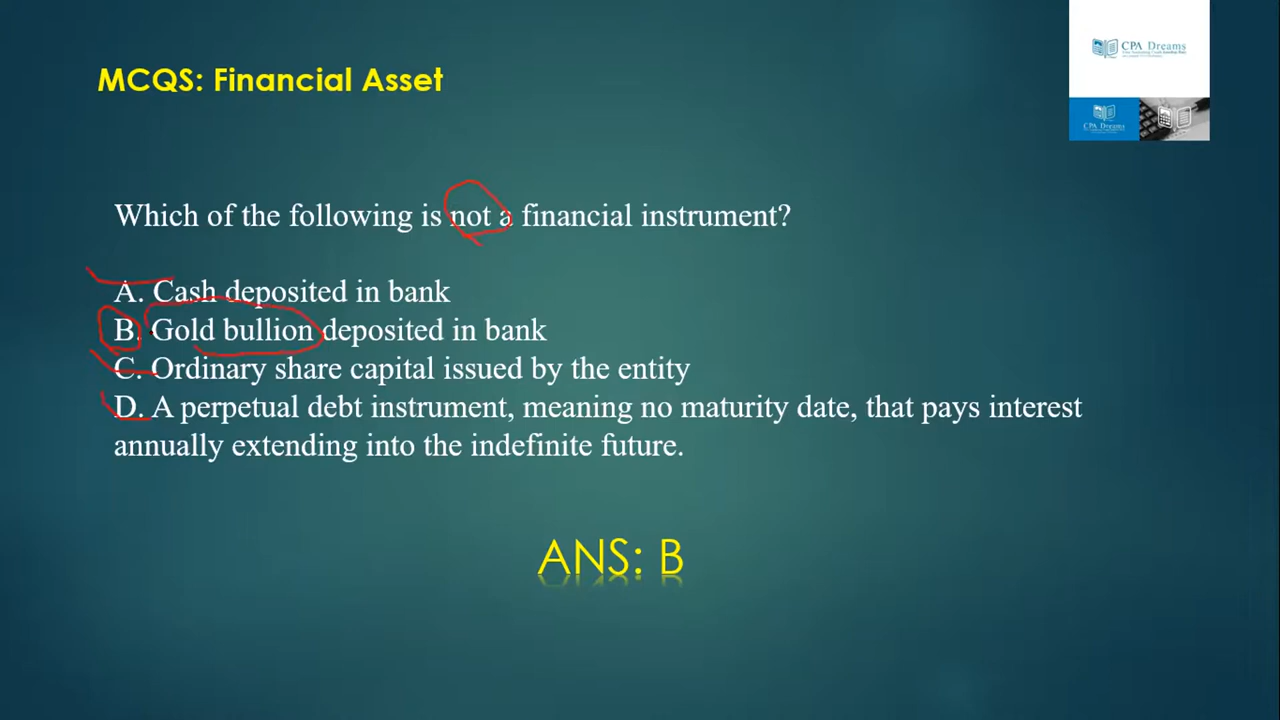 CPA Dreams
MCQS: Financial Asset
CPA Dreams
Which of the following is not a financial instrument?
A. Cash deposited in bank
B. Gold bullion deposited in bank
C. Ordinary share capital issued by the entity
D. A perpetual debt instrument, meaning no maturity date, that pays interest
annually extending into the indefinite future.
ANS: B